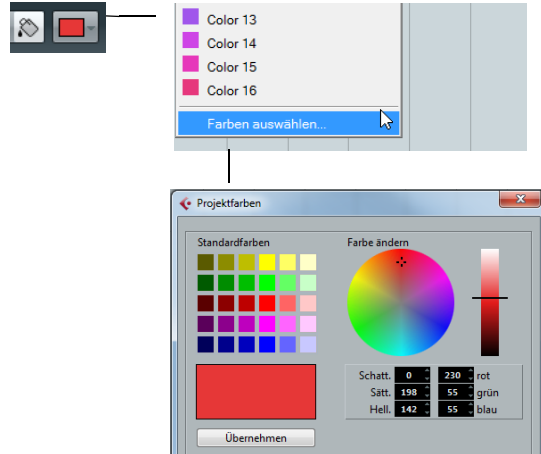 Color 13
Color 14
Color 15
Color 16
Farben auswählen...
Projektfarben
Standardfarben
Farbe ändern
Schatt. 0 230 rot
Sätt. 198 55 grün
Hell. 142 55 blau
Übernehmen